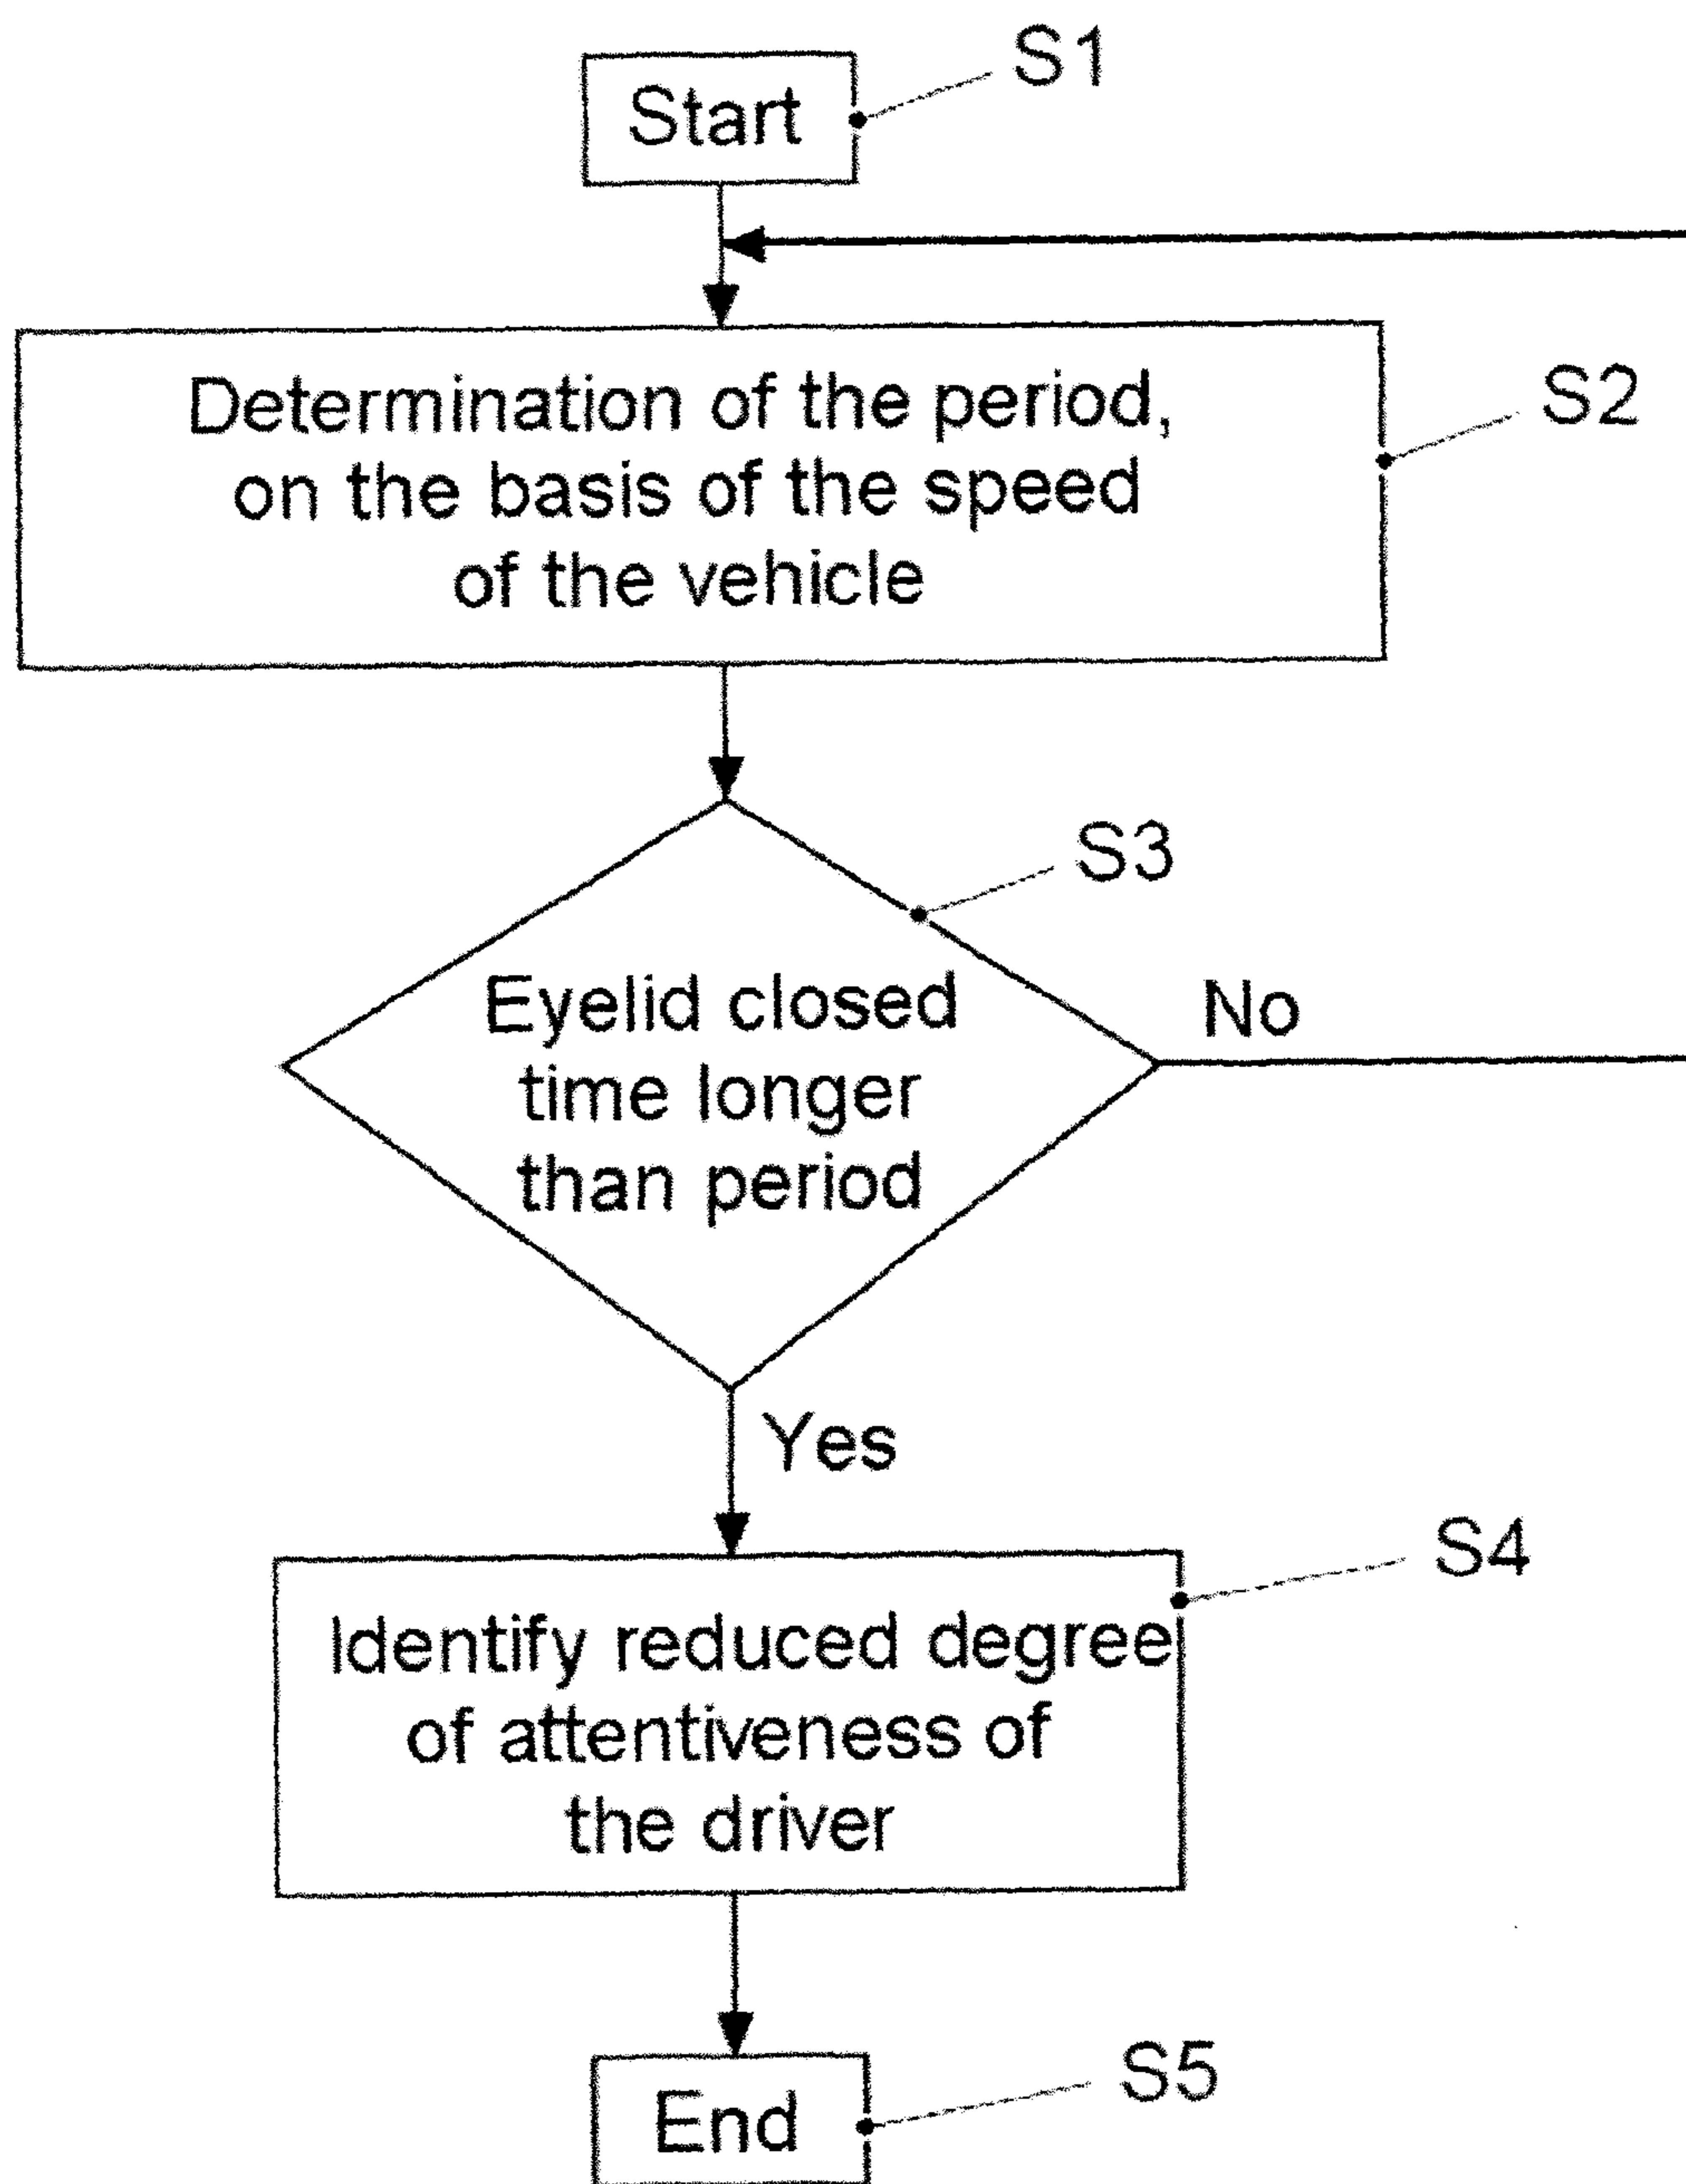 S1
Start
Determination of the period,
on the basis of the speed
of the vehicle
S2
S3
Eyelid closed
time longer
than period
No
Yes
S4
Identify reduced degree
of attentiveness of
the driver
S5
End